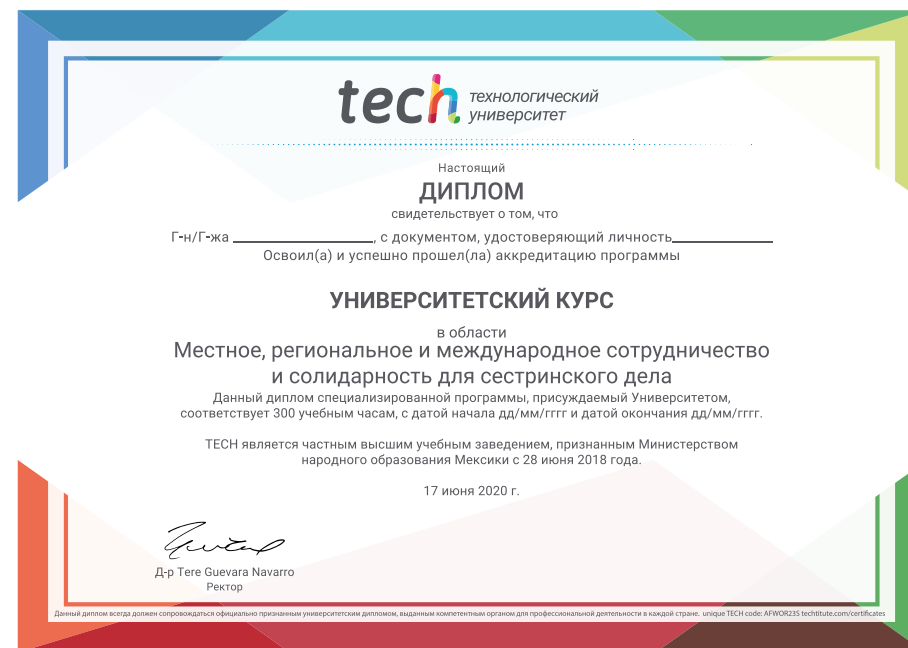 tech технологический
университет
Настоящий
ДИПЛОМ
свидетельствует о том, что
Г-н/Г-жа ____________________, с документом, удостоверяющий личность______________
Освоил(а) и успешно прошел(ла) аккредитацию программы
УНИВЕРСИТЕТСКИЙ КУРС
в области
Местное, региональное и международное сотрудничество
и солидарность для сестринского дела
Данный диплом специализированной программы, присуждаемый Университетом,
соответствует 300 учебным часам, с датой начала дд/мм/гггг и датой окончания дд/мм/гггг.
TECH является частным высшим учебным заведением, признанным Министерством
народного образования Мексики с 28 июня 2018 года.
17 июня 2020 г.
Д-р Tere Guevara Navarro
Ректор
Данный диплом всегда должен сопровождаться официально признанным университетским дипломом, выданным компетентным органом для профессиональной деятельности в каждой стране. unique TECH code: AFWOR23S techtitute.com/certificates